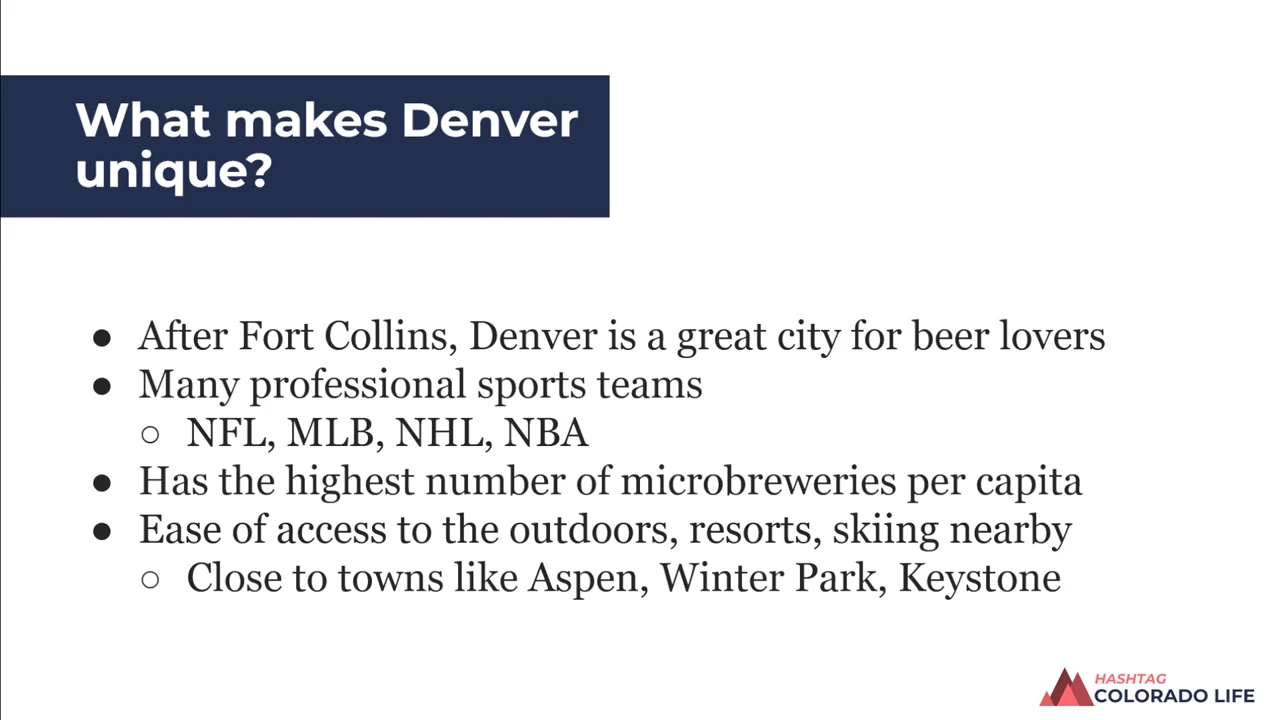 What makes Denver
unique?
● After Fort Collins, Denver is a great city for beer lovers
● Many professional sports teams
○ NFL, MLB, NHL, NBA
● Has the highest number of microbreweries per capita
● Ease of access to the outdoors, resorts, skiing nearby
○ Close to towns like Aspen, Winter Park, Keystone
HASHTAG
COLORADO LIFE